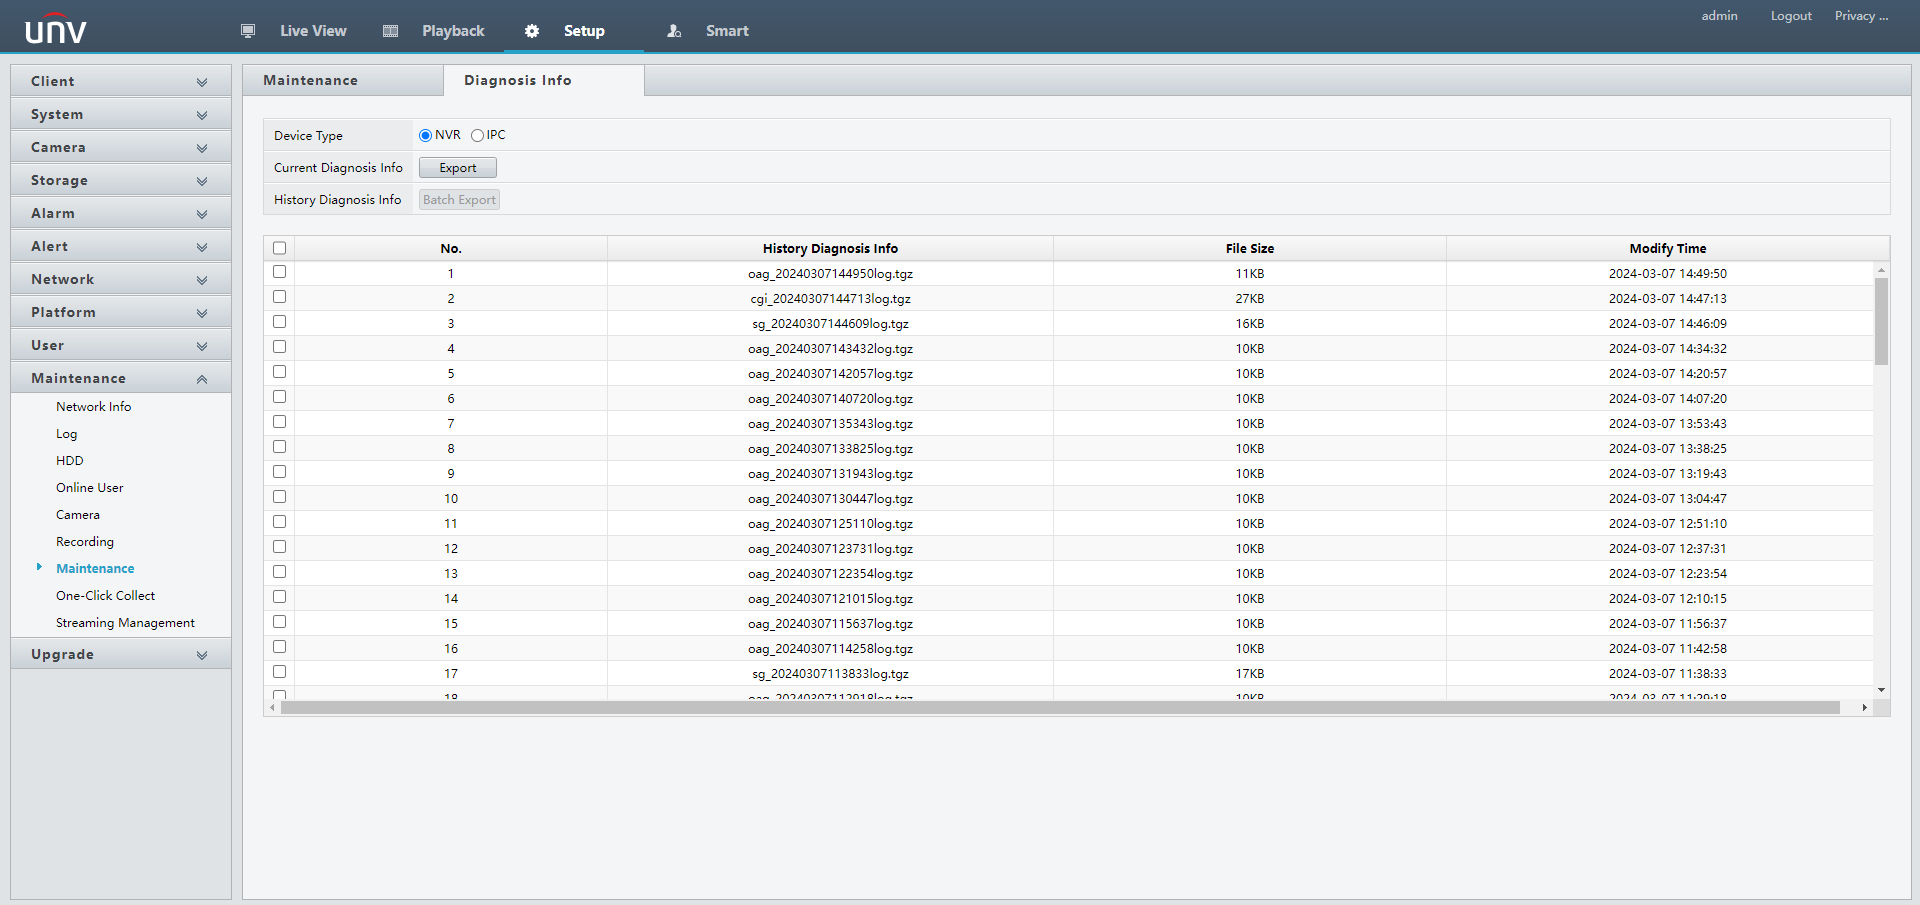 unv
Live View
Playback
Setup
Smart
admin
Logout
Privacy ...
Client
System
Camera
Storage
Alarm
Alert
Network
Platform
User
Maintenance
Network Info
Log
HDD
Online User
Camera
Recording
Maintenance
One-Click Collect
Streaming Management
Upgrade
Maintenance
Diagnosis Info
Device Type NVR IPC
Current Diagnosis Info Export
History Diagnosis Info Batch Export
No. History Diagnosis Info File Size Modify Time
1 oag_20240307144950log.tgz 11KB 2024-03-07 14:49:50
2 cgi_20240307144713log.tgz 27KB 2024-03-07 14:47:13
3 sg_20240307144609log.tgz 16KB 2024-03-07 14:46:09
4 oag_20240307143432log.tgz 10KB 2024-03-07 14:34:32
5 oag_20240307142057log.tgz 10KB 2024-03-07 14:20:57
6 oag_20240307140720log.tgz 10KB 2024-03-07 14:07:20
7 oag_20240307135343log.tgz 10KB 2024-03-07 13:53:43
8 oag_20240307133825log.tgz 10KB 2024-03-07 13:38:25
9 oag_20240307131943log.tgz 10KB 2024-03-07 13:19:43
10 oag_20240307130447log.tgz 10KB 2024-03-07 13:04:47
11 oag_20240307125110log.tgz 10KB 2024-03-07 12:51:10
12 oag_20240307123731log.tgz 10KB 2024-03-07 12:37:31
13 oag_20240307122354log.tgz 10KB 2024-03-07 12:23:54
14 oag_20240307121015log.tgz 10KB 2024-03-07 12:10:15
15 oag_20240307115637log.tgz 10KB 2024-03-07 11:56:37
16 oag_20240307114258log.tgz 10KB 2024-03-07 11:42:58
17 sg_20240307113833log.tgz 17KB 2024-03-07 11:38:33
18 oag_20240307112918log.tgz 10KB 2024-03-07 11:29:18